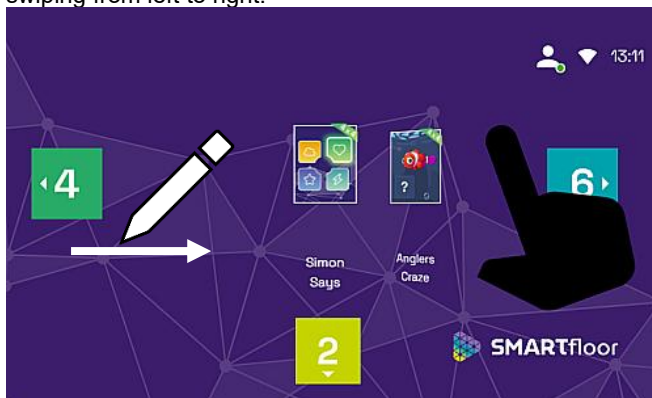 swiping from left to right.
13:11
4
6
?
Simon
Says
Anglers
Craze
2
SMARTfloor